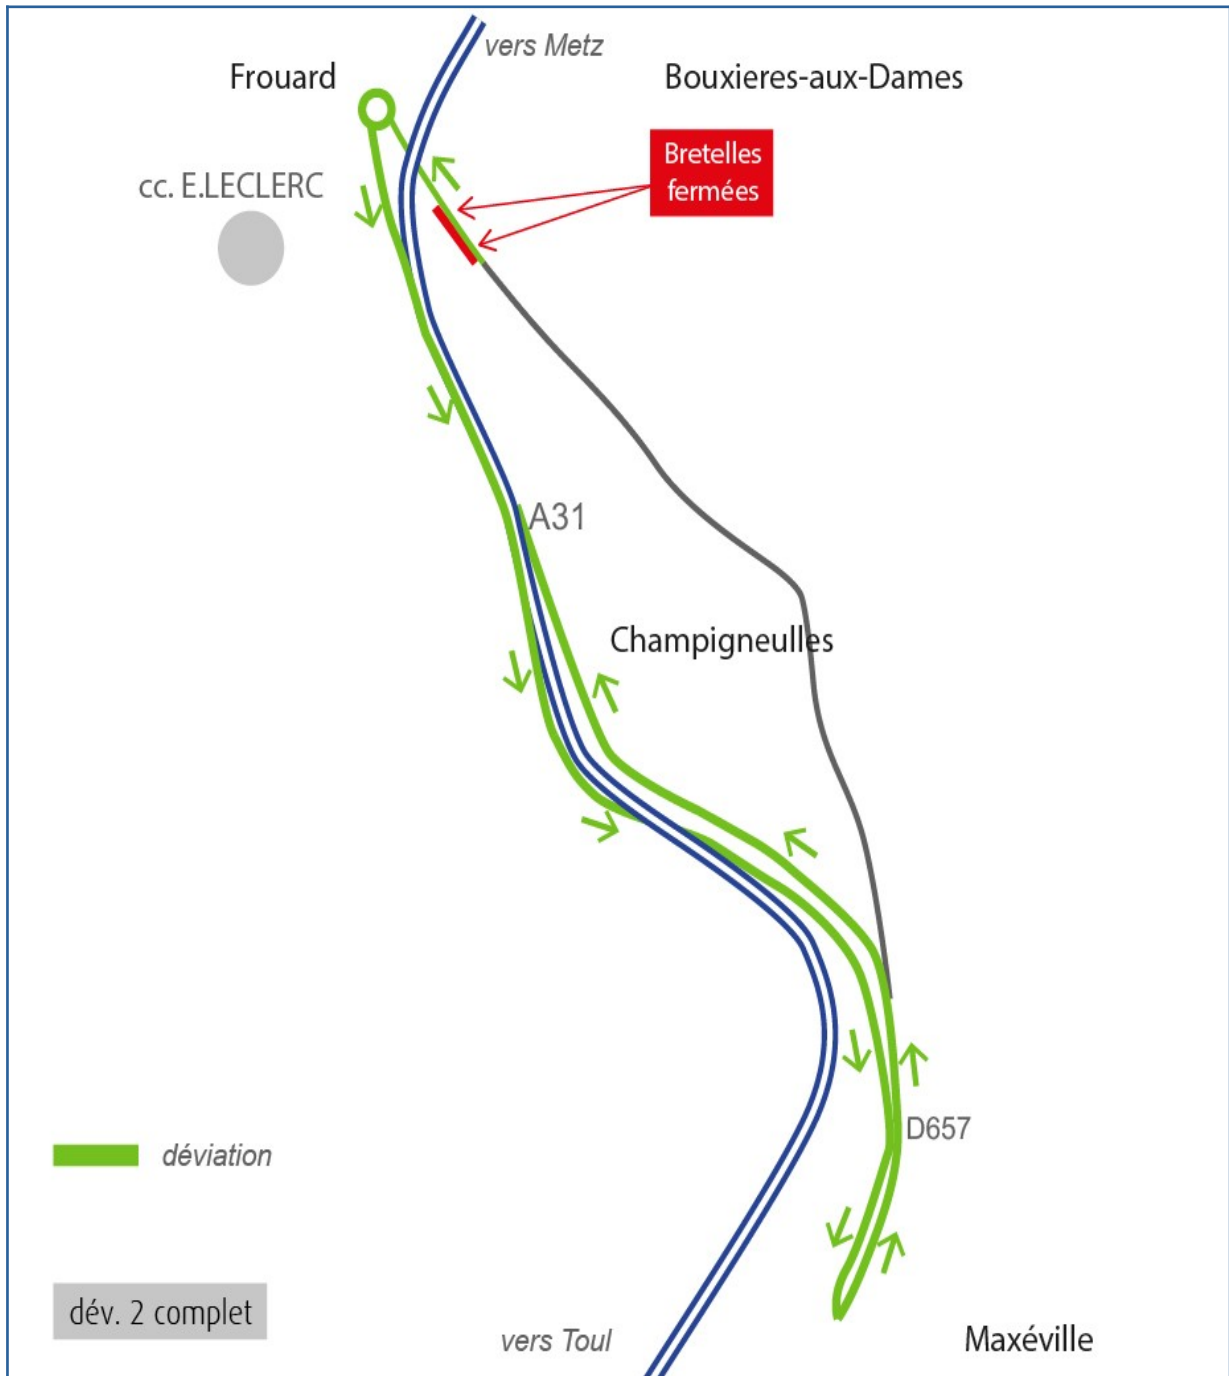 vers Metz
Frouard
Bouxieres-aux-Dames
Bretelles
fermées
cc. E.LECLERC
A31
Champigneulles
D657
déviation
dév. 2 complet
vers Toul
Maxéville